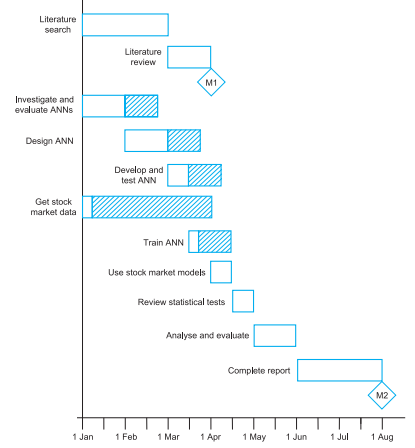 Literature
search
Literature
review
M1
Investigate and
evaluate ANNs
Design ANN
Develop and
test ANN
Get stock
market data
Train ANN
Use stock market models
Review statistical tests
Analyse and evaluate
Complete report
M2
1 Jan 1 Feb 1 Mar 1 Apr 1 May 1 Jun 1 Jul 1 Aug